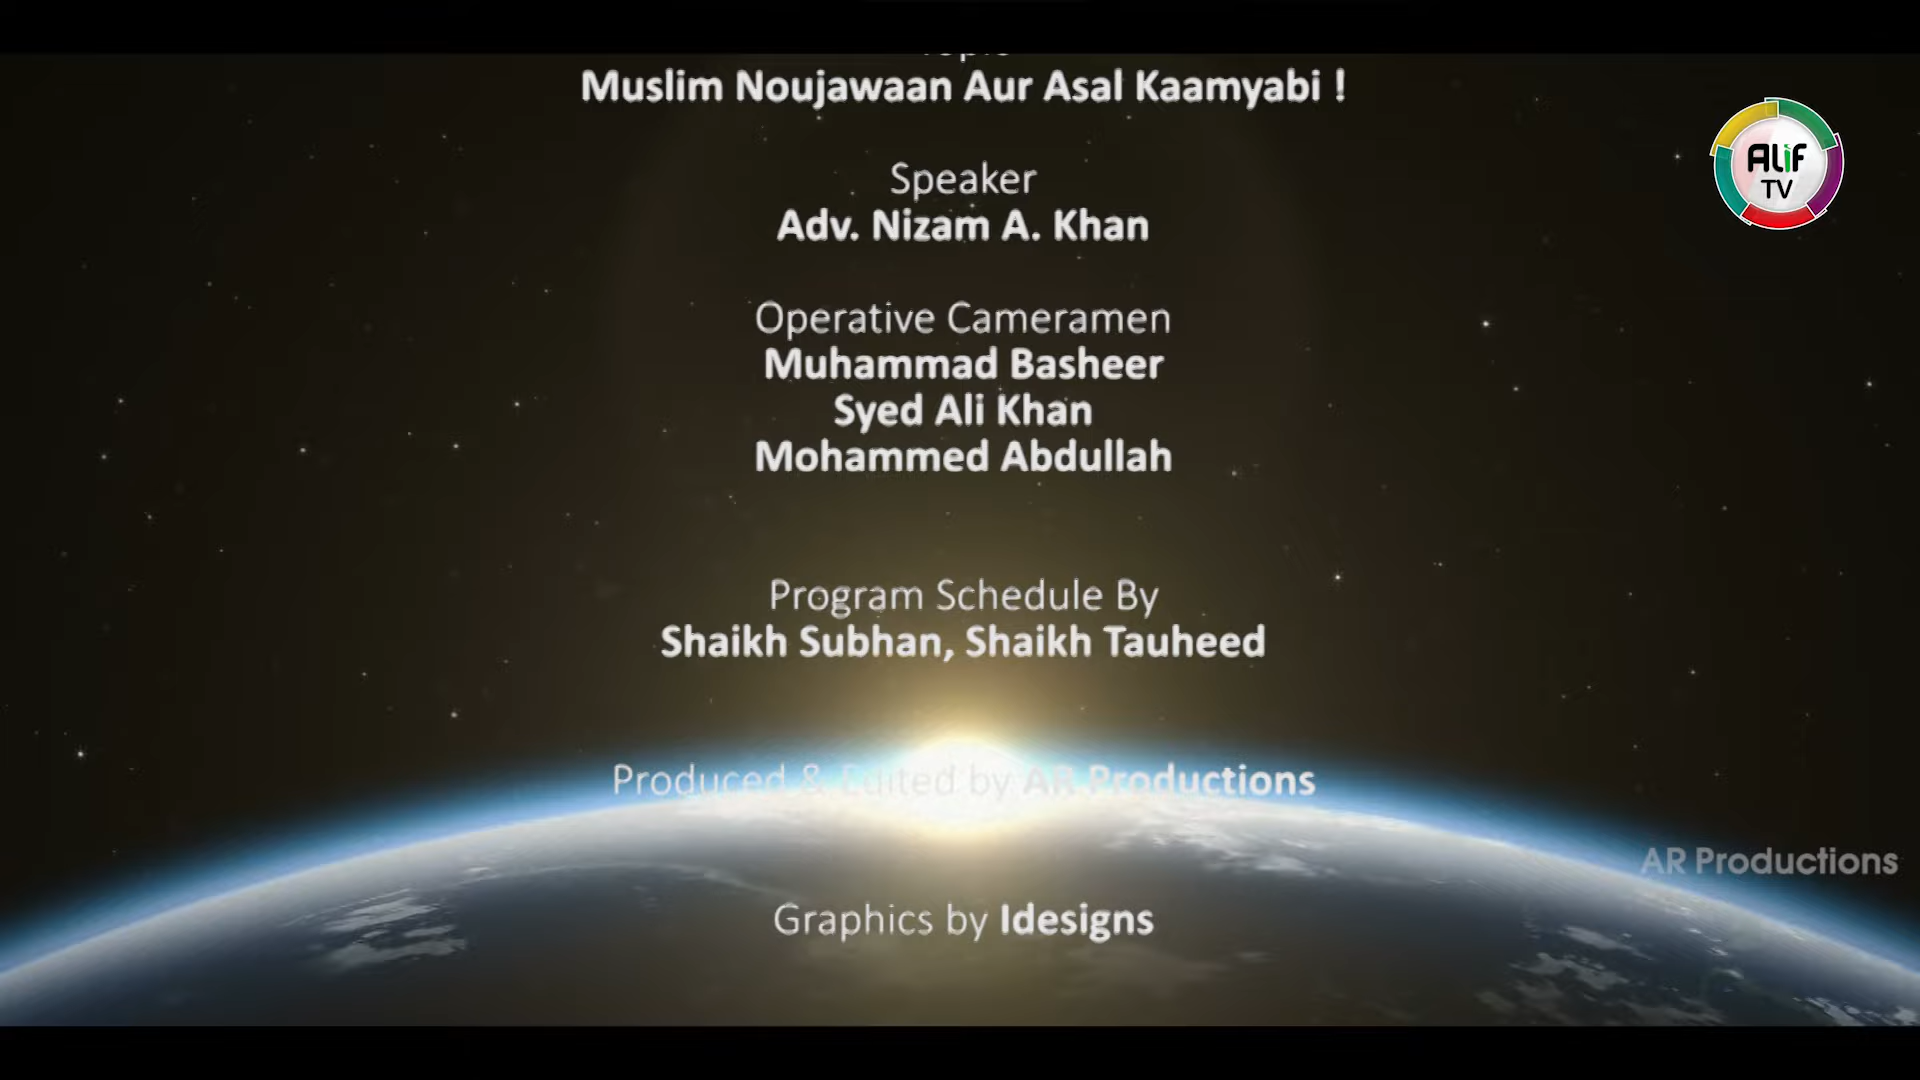 Muslim Noujawaan Aur Asal Kaamyabi !
ALiF
TV
Speaker
Adv. Nizam A. Khan
Operative Cameramen
Muhammad Basheer
Syed Ali Khan
Mohammed Abdullah
Program Schedule By
Shaikh Subhan, Shaikh Tauheed
Produced & Edited by AR Productions
AR Productions
Graphics by Idesigns